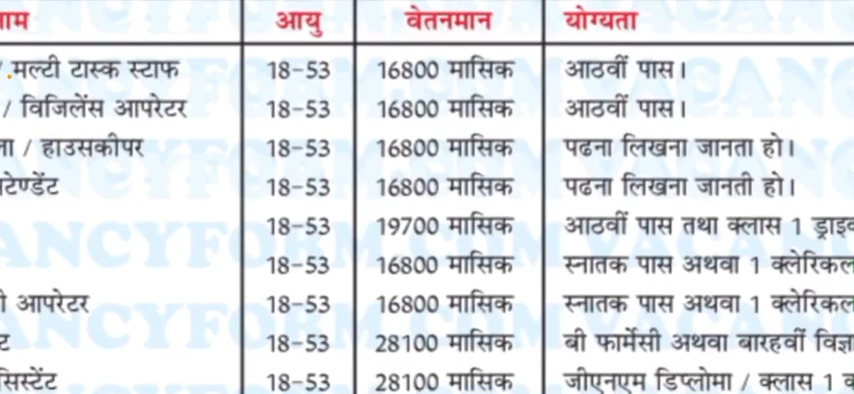 नाम आयु वेतनमान योग्यता
/ मल्टी टास्क स्टाफ 18-53 16800 मासिक आठवीं पास।
/ विजिलेंस आपरेटर 18-53 16800 मासिक आठवीं पास।
/ हाउसकीपर 18-53 16800 मासिक पढना लिखना जानता हो।
18-53 16800 मासिक पढना लिखना जानती हो।
18-53 19700 मासिक आठवीं पास तथा क्लास 1
18-53 16800 मासिक स्नातक पास अथवा 1 क्लेरिकल
आपरेटर 18-53 16800 मासिक स्नातक पास अथवा 1 क्लेरिकल
18-53 28100 मासिक बी फार्मेसी अथवा बारहवीं
18-53 28100 मासिक जीएनएम डिप्लोमा / क्लास 1